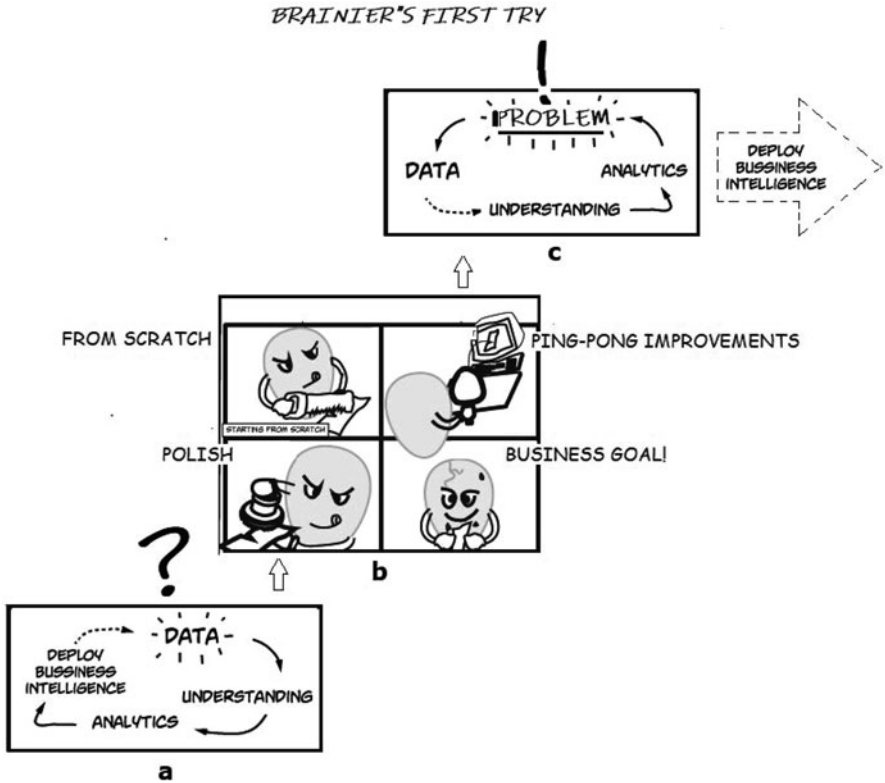 BRAINIER'S FIRST TRY
!
PROBLEM
DATA
ANALYTICS
UNDERSTANDING
DEPLOY
BUSSINESS
INTELLIGENCE
c
FROM SCRATCH
PING-PONG IMPROVEMENTS
STARTING FROM SCRATCH
POLISH
BUSINESS GOAL!
b
?
DATA
DEPLOY
BUSSINESS
INTELLIGENCE
UNDERSTANDING
ANALYTICS
a